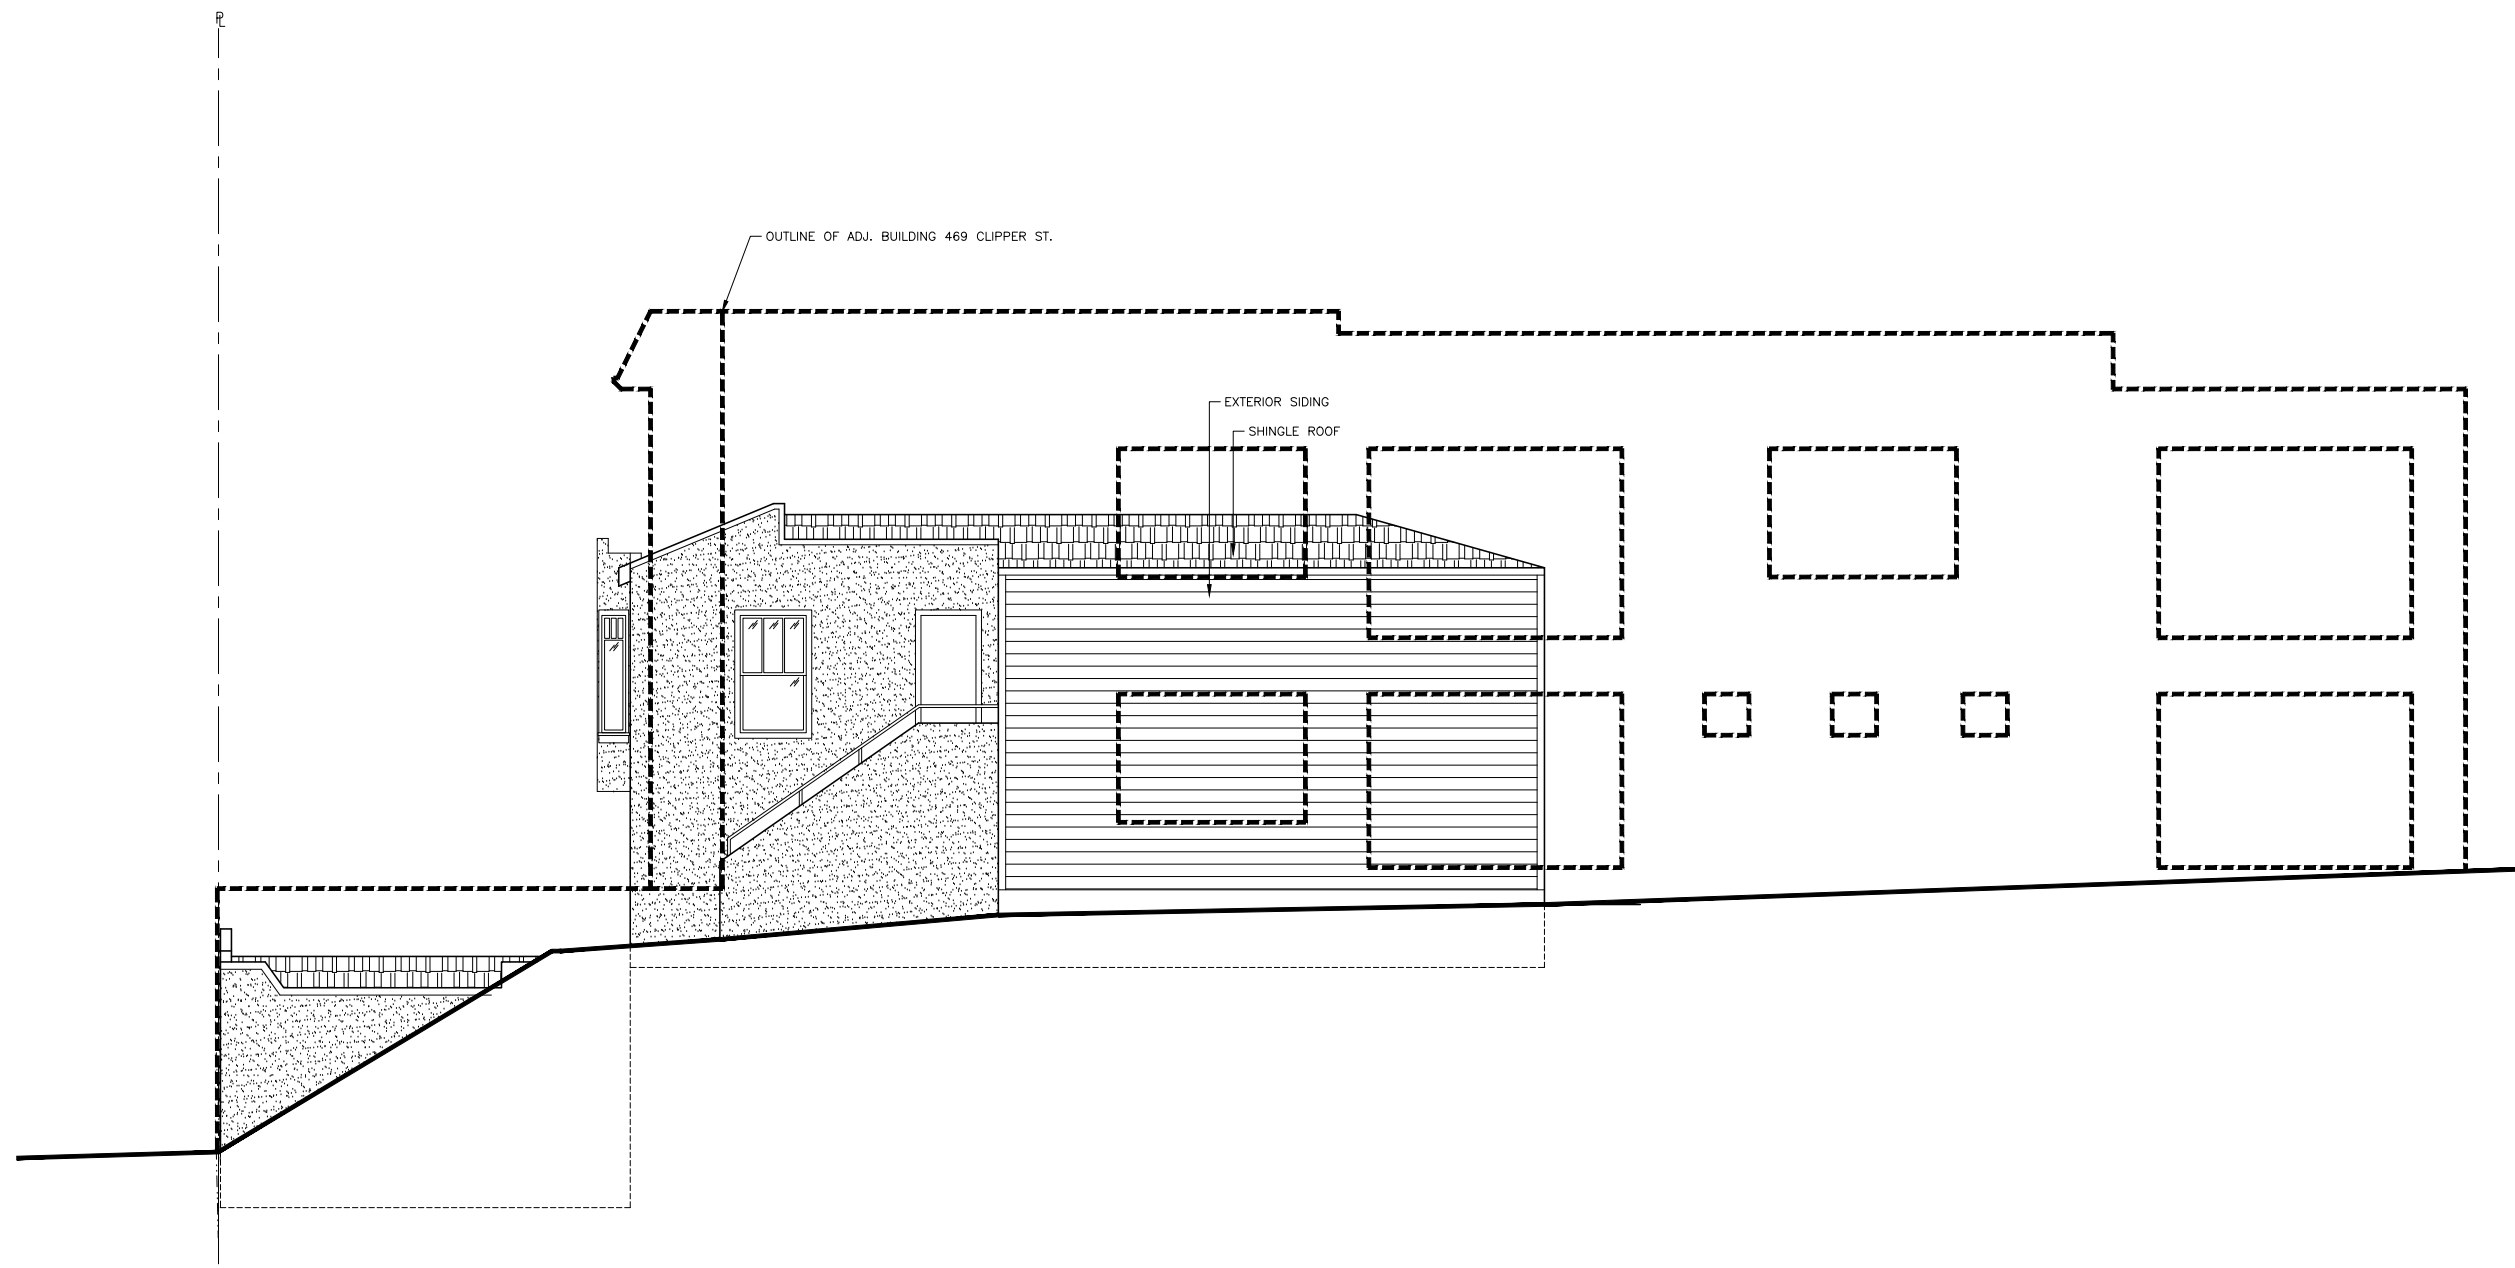 PL
OUTLINE OF ADJ. BUILDING 469 CLIPPER ST.
EXTERIOR SIDING
SHINGLE ROOF